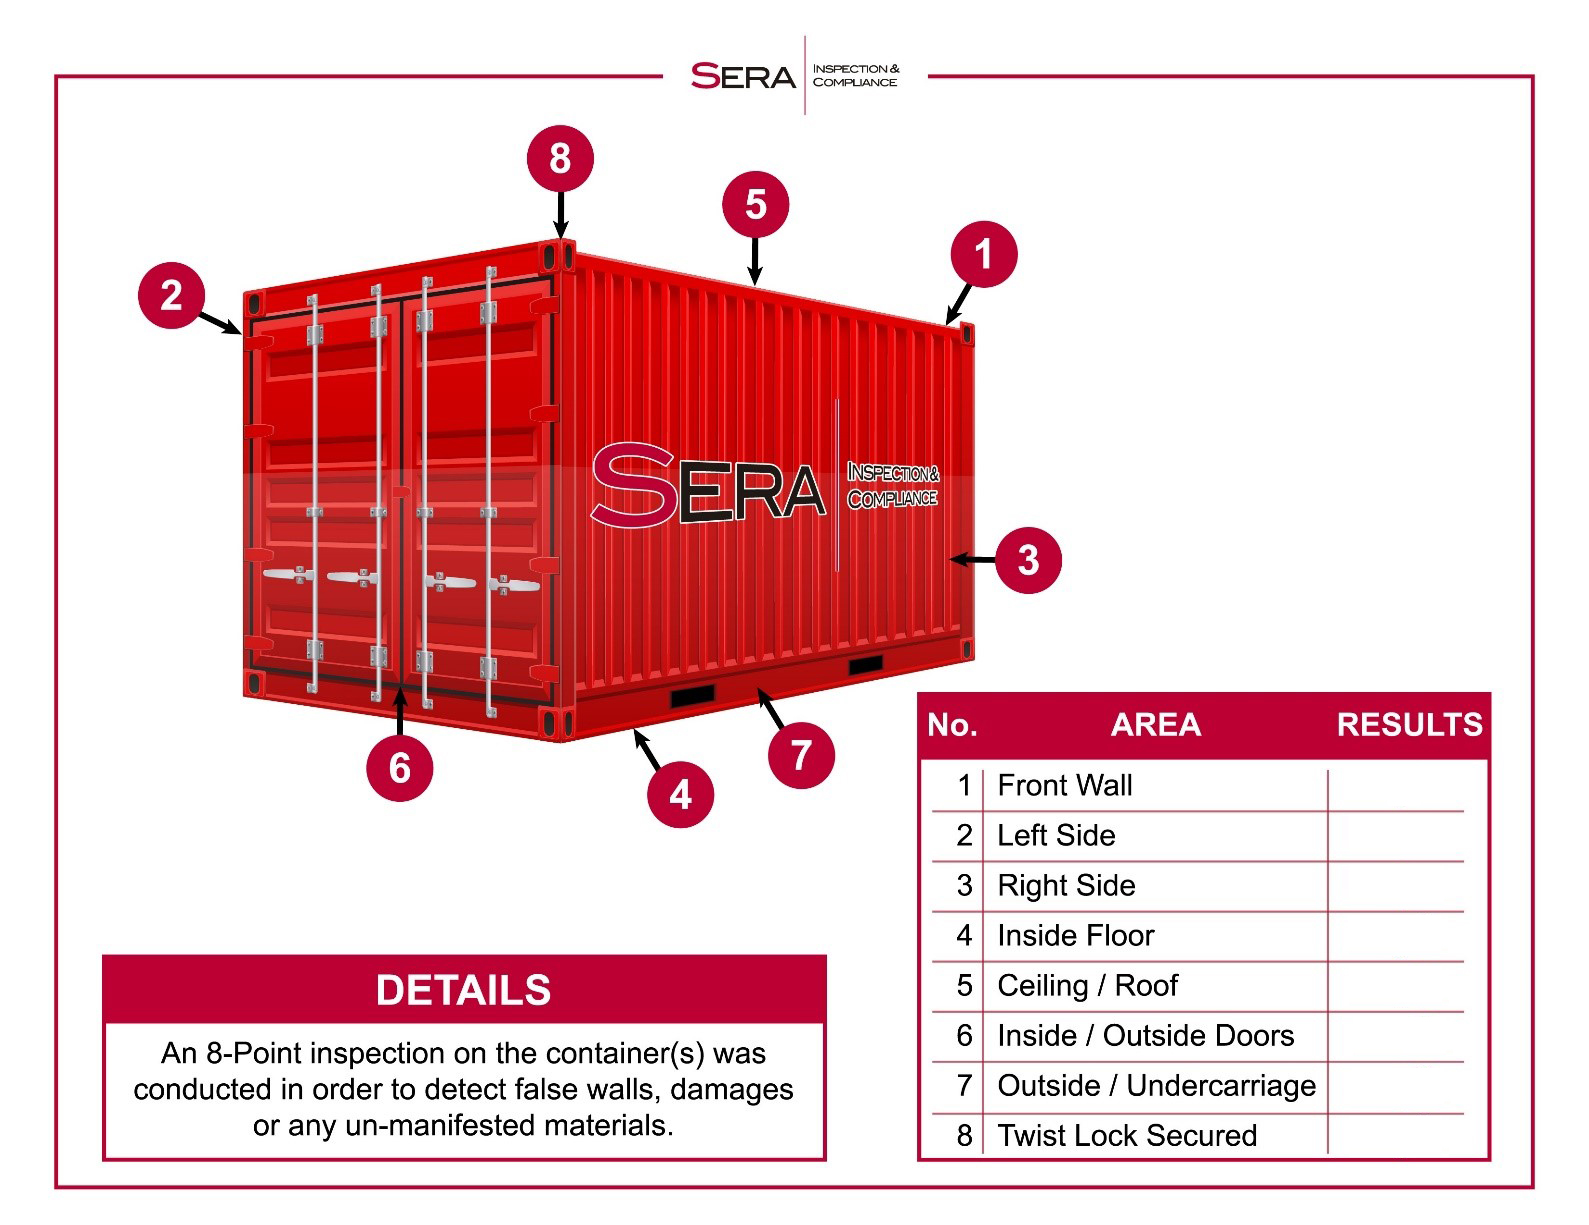 SERA INSPECTION & COMPLIANCE
8
5
1
2
SERA INSPECTION & COMPLIANCE
3
6
7
4
No. AREA RESULTS
1 Front Wall
2 Left Side
3 Right Side
4 Inside Floor
5 Ceiling / Roof
6 Inside / Outside Doors
7 Outside / Undercarriage
8 Twist Lock Secured
DETAILS
An 8-Point inspection on the container(s) was
conducted in order to detect false walls, damages
or any un-manifested materials.